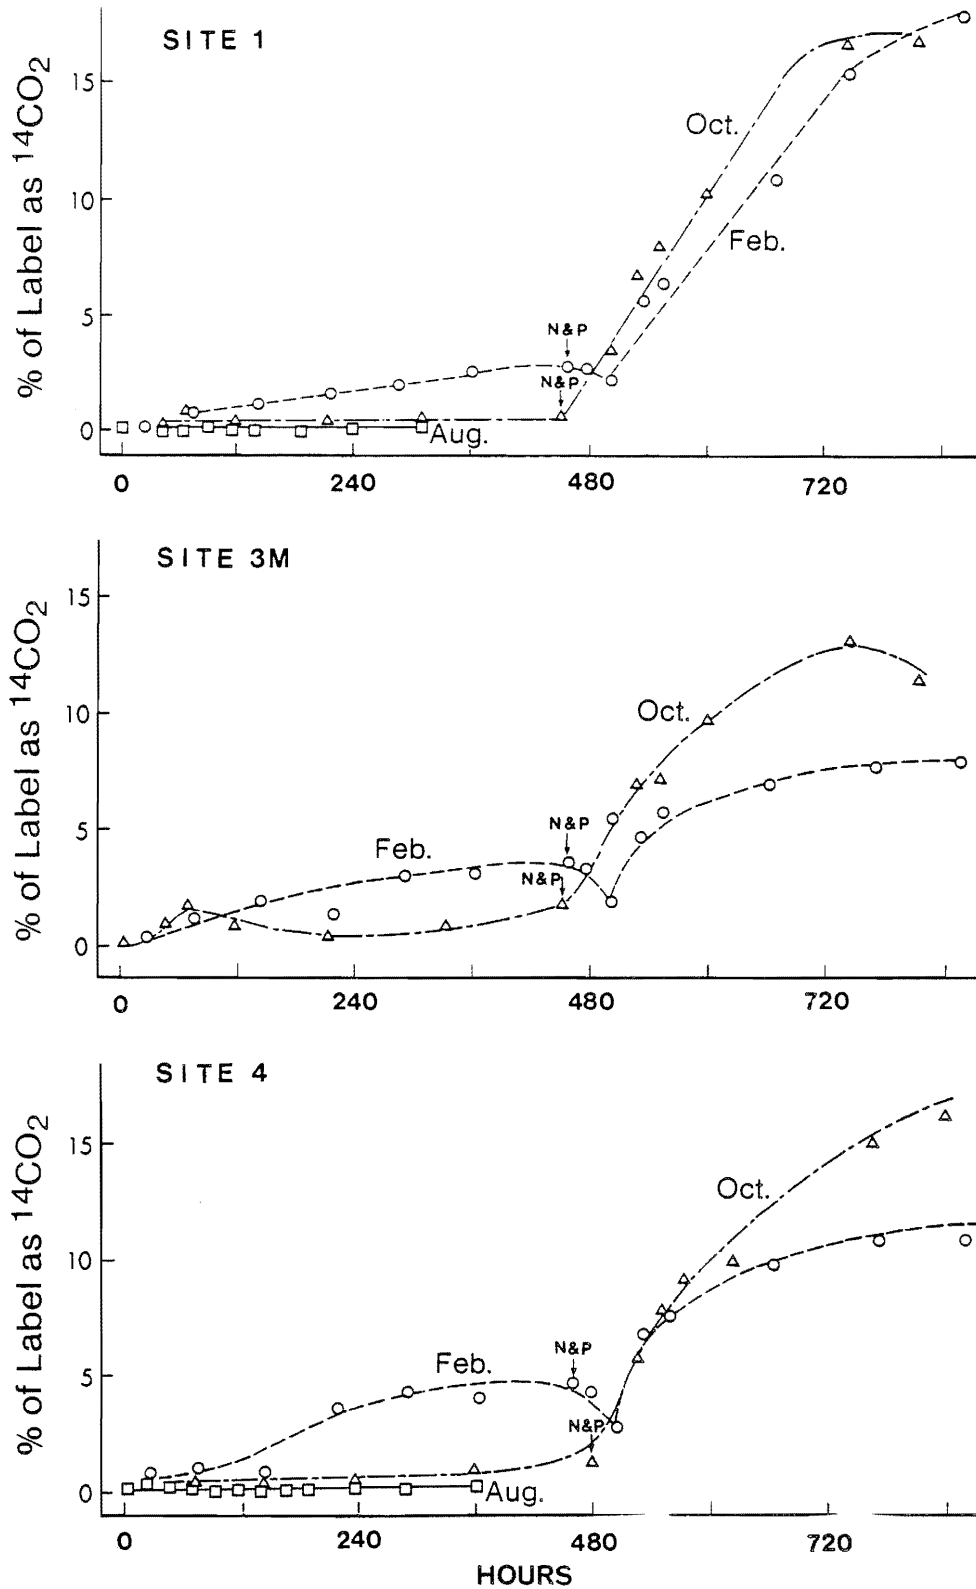 SITE 1
% of Label as ¹⁴CO₂
15
10
5
0
Oct.
Feb.
N&P
N&P
Aug.
0 240 480 720
SITE 3M
% of Label as ¹⁴CO₂
15
10
5
0
Oct.
Feb.
N&P
N&P
0 240 480 720
SITE 4
% of Label as ¹⁴CO₂
15
10
5
0
Oct.
Feb.
N&P
N&P
Aug.
0 240 480 720
HOURS